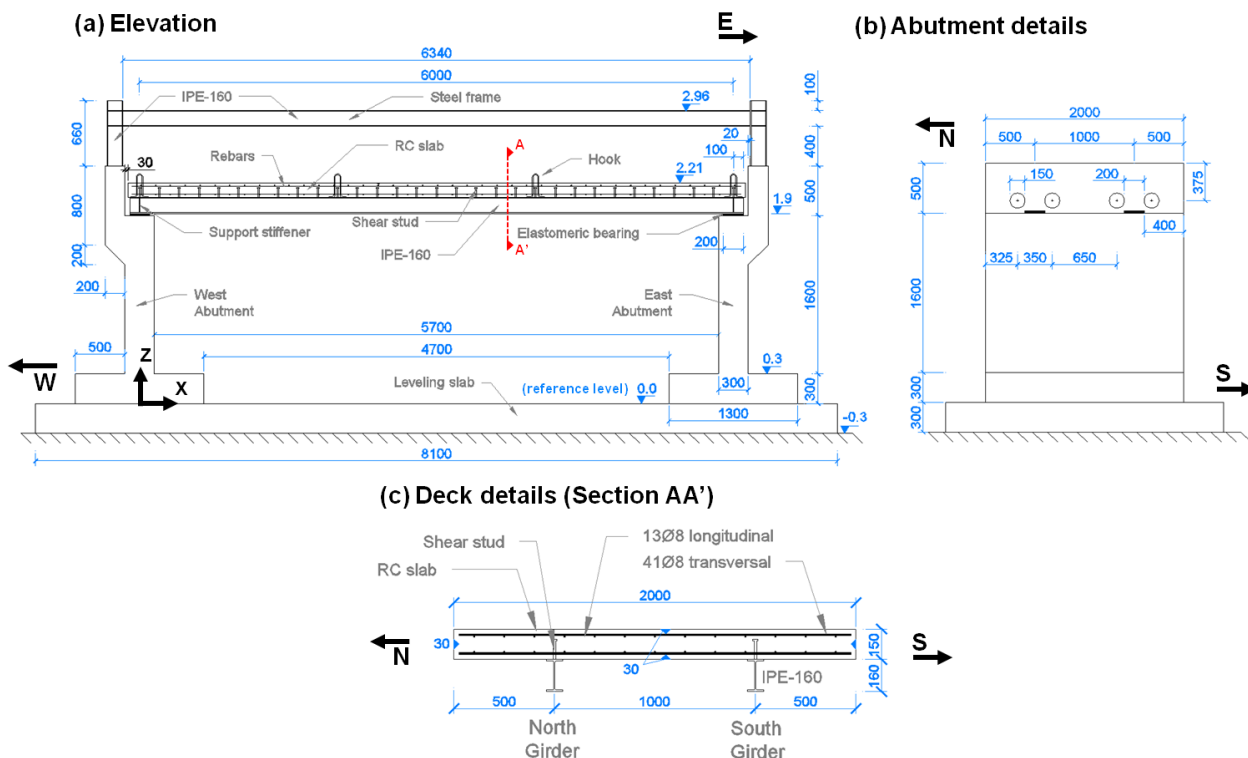 (a) Elevation
E
(b) Abutment details
6340
6000
IPE-160
Steel frame
2.96
100
660
20
400
100
A
30
Rebars
RC slab
Hook
2.21
500
800
1.9
Support stiffener
Shear stud
IPE-160
A'
Elastomeric bearing
200
200
200
West
Abutment
East
Abutment
1600
5700
500
4700
W
Z
X
Leveling slab
(reference level)
0.0
300
0.3
300
1300
-0.3
8100
N
2000
500
1000
500
150
200
375
500
400
325
350
650
1600
S
300
300
(c) Deck details (Section AA')
Shear stud
RC slab
13Ø8 longitudinal
41Ø8 transversal
2000
N
30
30
150
160
S
IPE-160
500
1000
500
North
Girder
South
Girder